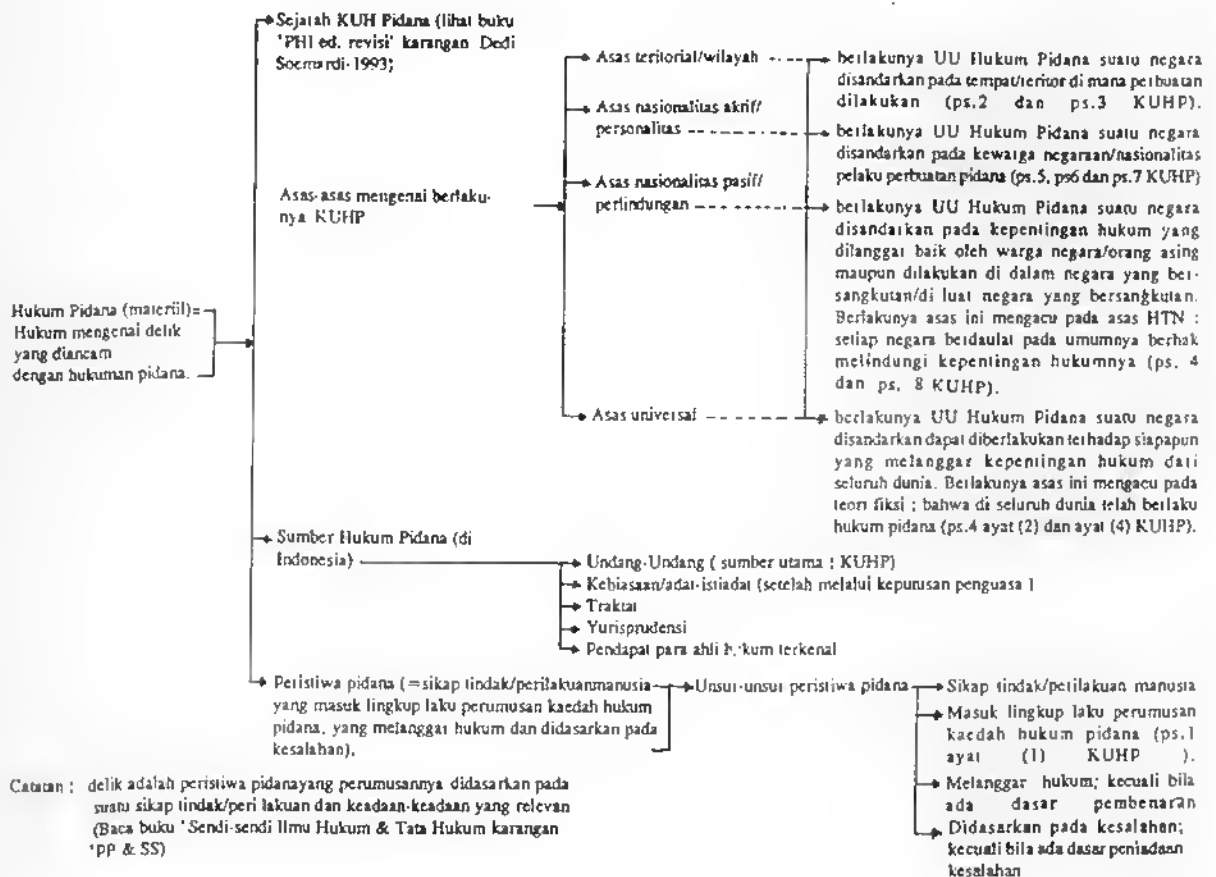 Sejarah KUH Pidana (lihat buku
'PHI ed. revisi' karangan Dedi
Soemardi-1993;
Asas-asas mengenai berlaku-
nya KUHP
Asas teritorial/wilayah
Asas nasionalitas aktif/
personalitas
Asas nasionalitas pasif/
perlindungan
Asas universal
berlakunya UU Hukum Pidana suatu negara
disandarkan pada tempat/teritor di mana perbuatan
dilakukan (ps.2 dan ps.3 KUHP).
berlakunya UU Hukum Pidana suatu negara
disandarkan pada kewarga negaraan/nasionalitas
pelaku perbuatan pidana (ps.5, ps6 dan ps.7 KUHP)
berlakunya UU Hukum Pidana suatu negara
disandarkan pada kepentingan hukum yang
dilanggar baik oleh warga negara/orang asing
maupun dilakukan di dalam negara yang ber-
sangkutan/di luar negara yang bersangkutan.
Berlakunya asas ini mengacu pada asas HTN :
setiap negara berdaulat pada umumnya berhak
melindungi kepentingan hukumnya (ps. 4
dan ps. 8 KUHP).
berlakunya UU Hukum Pidana suatu negara
disandarkan dapat diberlakukan terhadap siapapun
yang melanggar kepentingan hukum dari
seluruh dunia. Berlakunya asas ini mengacu pada
teori fiksi ; bahwa di seluruh dunia telah berlaku
hukum pidana (ps.4 ayat (2) dan ayat (4) KUHP).
Hukum Pidana (materiil)=
Hukum mengenai delik
yang diancam
dengan hukuman pidana.
Sumber Hukum Pidana (di
Indonesia)
Undang-Undang ( sumber utama ; KUHP)
Kebiasaan/adat-istiadat (setelah melalui keputusan penguasa )
Traktat
Yurisprudensi
Pendapat para ahli hukum terkenal
Peristiwa pidana (=sikap tindak/perilakuanmanusia
yang masuk lingkup laku perumusan kaedah hukum
pidana, yang melanggar hukum dan didasarkan pada
kesalahan),
Unsur-unsur peristiwa pidana
Sikap tindak/perilakuan manusia
Masuk lingkup laku perumusan
kaedah hukum pidana (ps.1
ayat (1) KUHP ).
Melanggar hukum; kecuali bila
ada dasar pembenaran
Didasarkan pada kesalahan;
kecuali bila ada dasar peniadaan
kesalahan
Catatan : delik adalah peristiwa pidanayang perumusannya didasarkan pada
suatu sikap tindak/peri lakuan dan keadaan-keadaan yang relevan
(Baca buku 'Sendi-sendi Ilmu Hukum & Tata Hukum karangan
'PP & SS)